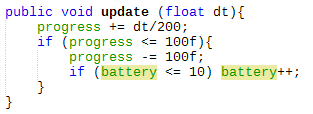 public void update (float dt){
    progress += dt/200;
    if (progress <= 100f){
        progress -= 100f;
        if (battery <= 10) battery++;
    }
}